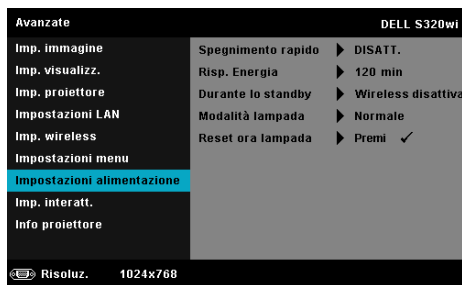 Avanzate DELL S320wi
Imp. immagine
Imp. visualizz.
Imp. proiettore
Impostazioni LAN
Imp. wireless
Impostazioni menu
Impostazioni alimentazione
Imp. interatt.
Info proiettore
Spegnimento rapido DISATT.
Risp. Energia 120 min
Durante lo standby Wireless disattiva
Modalità lampada Normale
Reset ora lampada Premi ✓
Risoluz. 1024x768